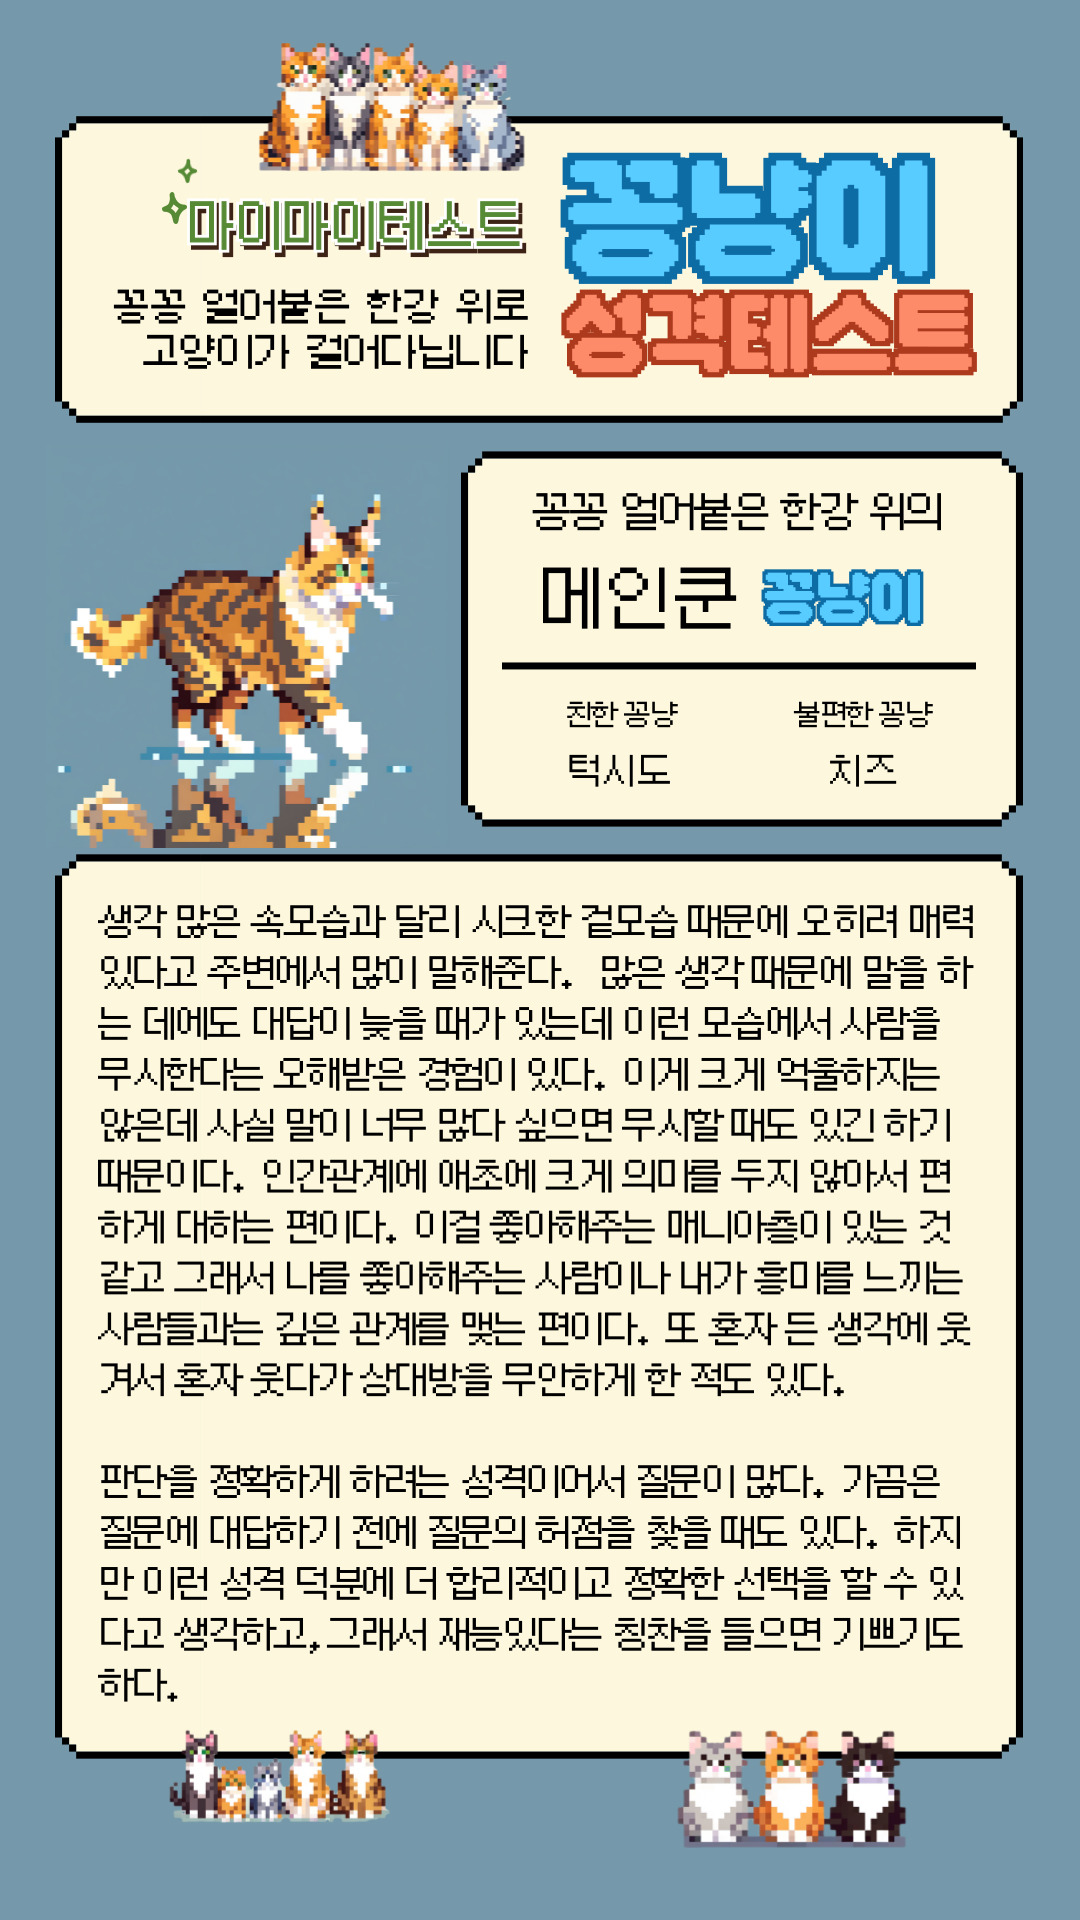 마이마이테스트
꽁꽁 얼어붙은 한강 위로
고양이가 걸어다닙니다
꽁냥이
성격테스트
꽁꽁 얼어붙은 한강 위의
메인쿤 꽁냥이
친한 꽁냥 불편한 꽁냥
턱시도 치즈
생각 많은 속모습과 달리 시크한 겉모습 때문에 오히려 매력
있다고 주변에서 많이 말해준다. 많은 생각 때문에 말을 하
는 데에도 대답이 늦을 때가 있는데 이런 모습에서 사람을
무시한다는 오해받은 경험이 있다. 이게 크게 억울하지는
않은데 사실 말이 너무 많다 싶으면 무시할 때도 있긴 하기
때문이다. 인간관계에 애초에 크게 의미를 두지 않아서 편
하게 대하는 편이다. 이걸 좋아해주는 매니아층이 있는 것
같고 그래서 나를 좋아해주는 사람이나 내가 흥미를 느끼는
사람들과는 깊은 관계를 맺는 편이다. 또 혼자 든 생각에 웃
겨서 혼자 웃다가 상대방을 무안하게 한 적도 있다.
판단을 정확하게 하려는 성격이어서 질문이 많다. 가끔은
질문에 대답하기 전에 질문의 허점을 찾을 때도 있다. 하지
만 이런 성격 덕분에 더 합리적이고 정확한 선택을 할 수 있
다고 생각하고, 그래서 재능있다는 칭찬을 들으면 기쁘기도
하다.